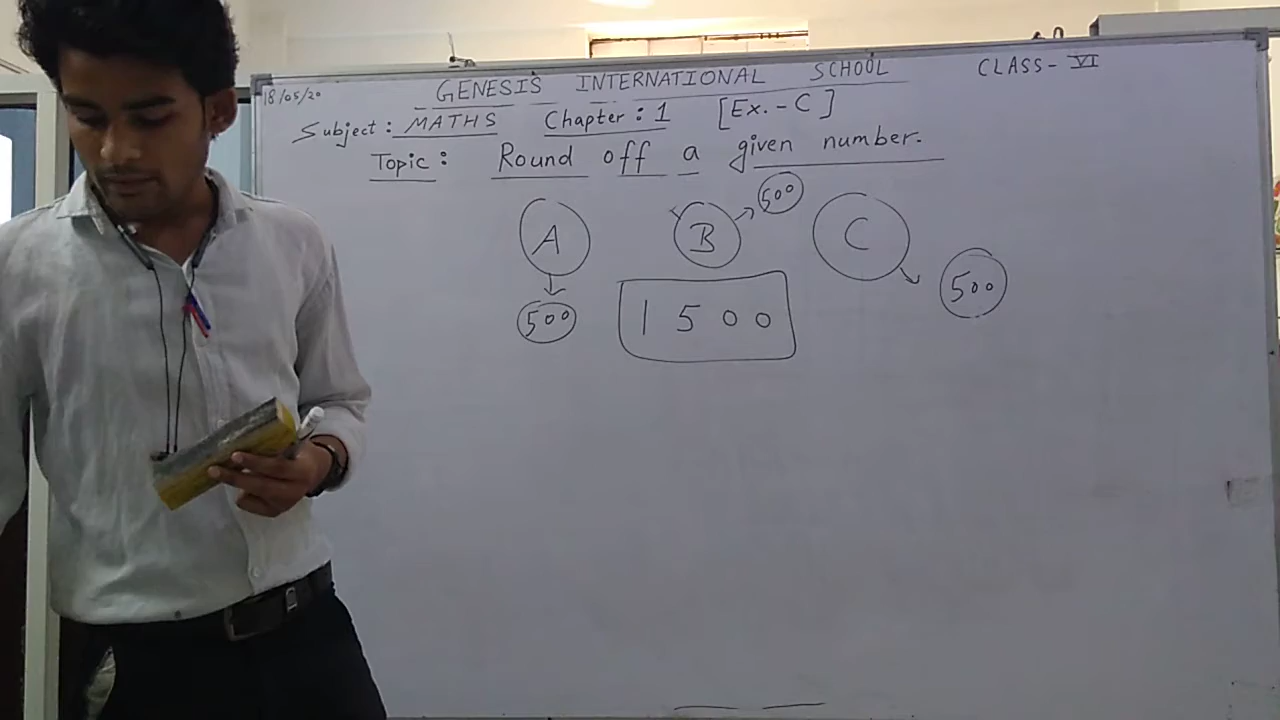 18/05/20
GENESIS INTERNATIONAL SCHOOL CLASS- VI
Subject: MATHS Chapter: 1 [Ex.-C]
Topic: Round off a given number.
A B 500 C
500 1500 500